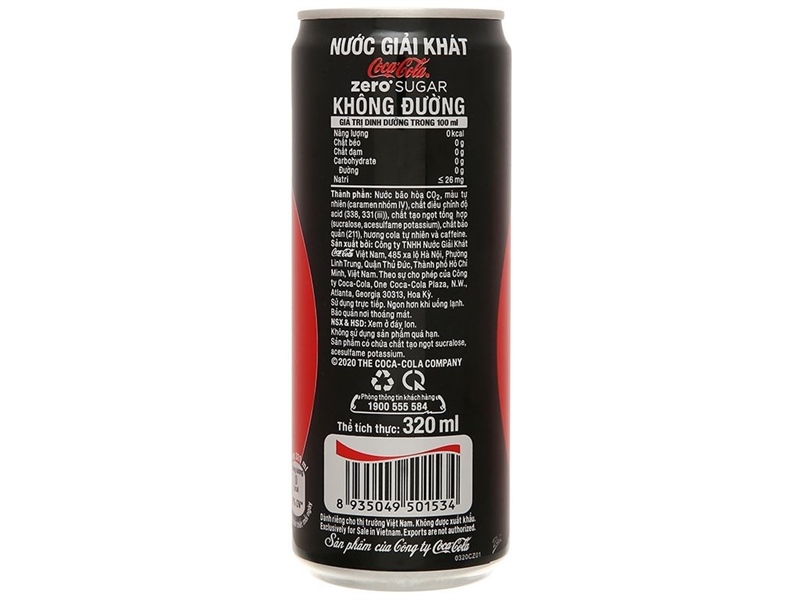 NƯỚC GIẢI KHÁT
Coca-Cola
zero SUGAR
KHÔNG ĐƯỜNG
GIÁ TRỊ DINH DƯỠNG TRONG 100 ml
Năng lượng 0 kcal
Chất béo 0 g
Chất đạm 0 g
Carbohydrate 0 g
Đường 0 g
Natri ≤ 26 mg
Thành phần: Nước bão hòa CO₂, màu tự
nhiên (caramen nhóm IV), chất điều chỉnh độ
acid (338, 331(iii)), chất tạo ngọt tổng hợp
(sucralose, acesulfame potassium), chất bảo
quản (211), hương cola tự nhiên và caffeine.
Sản xuất bởi: Công ty TNHH Nước Giải Khát
Coca-Cola Việt Nam, 485 xa lộ Hà Nội, Phường
Linh Trung, Quận Thủ Đức, Thành phố Hồ Chí
Minh, Việt Nam. Theo sự cho phép của Công
ty Coca-Cola, One Coca-Cola Plaza, N.W.,
Atlanta, Georgia 30313, Hoa Kỳ.
Sử dụng trực tiếp. Ngon hơn khi uống lạnh.
Bảo quản nơi thoáng mát.
NSX & HSD: Xem ở đáy lon.
Không sử dụng sản phẩm quá hạn.
Sản phẩm có chứa chất tạo ngọt sucralose,
acesulfame potassium.
©2020 THE COCA-COLA COMPANY
Phòng thông tin khách hàng
1900 555 584
Thể tích thực: 320 ml
8 935049 501534
Dành riêng cho thị trường Việt Nam. Không được xuất khẩu.
Exclusively for Sale in Vietnam. Exports are not authorized.
Sản phẩm của Công ty Coca-Cola
0320CZ01